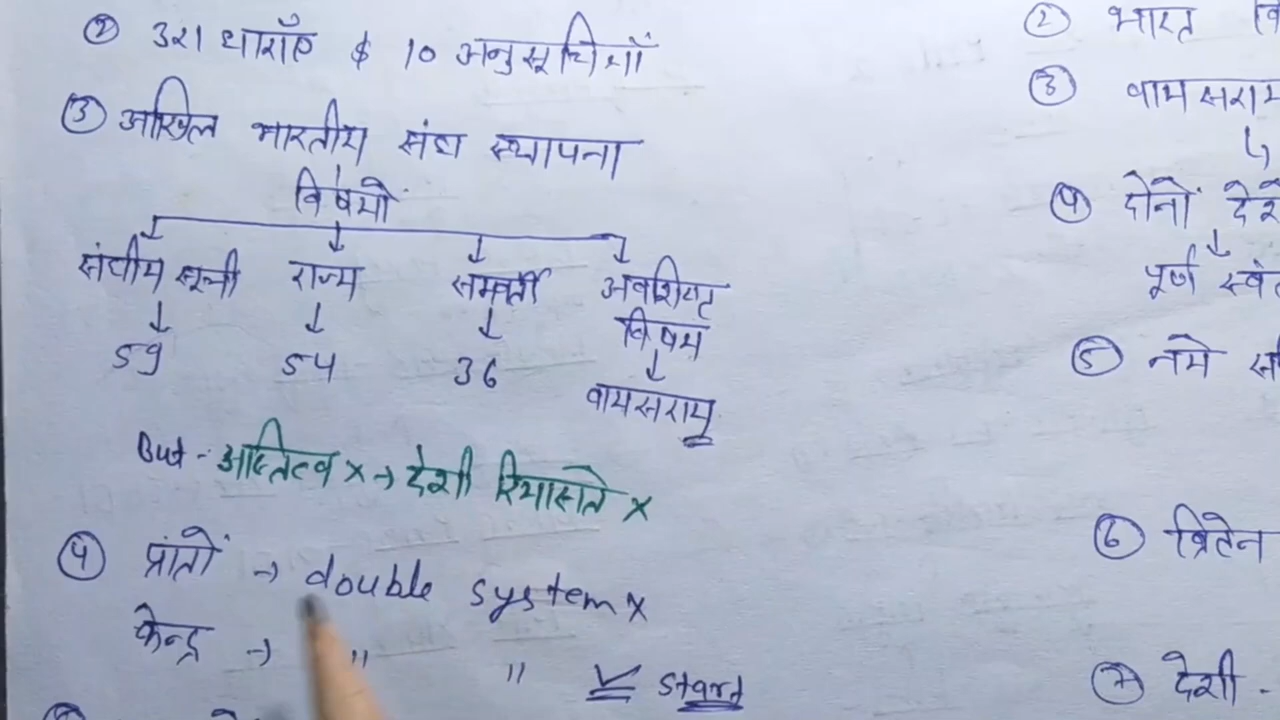 ② 321 धाराएँ & 10 अनुसूचियाँ
③ अखिल भारतीय संघ स्थापना
विषयों
संघीय सूची राज्य समवर्ती अवशिष्ट
विषय
59 54 36
वायसराय
But - अस्तित्व × → देशी रियासते ×
④ प्रांतों → double system ×
केन्द्र → " " ✓ start
② भारत
③ वायसराय
↳
④ दोनों
↓
पूर्ण
⑤ नये
⑥ ब्रिटेन
⑦ देशी -